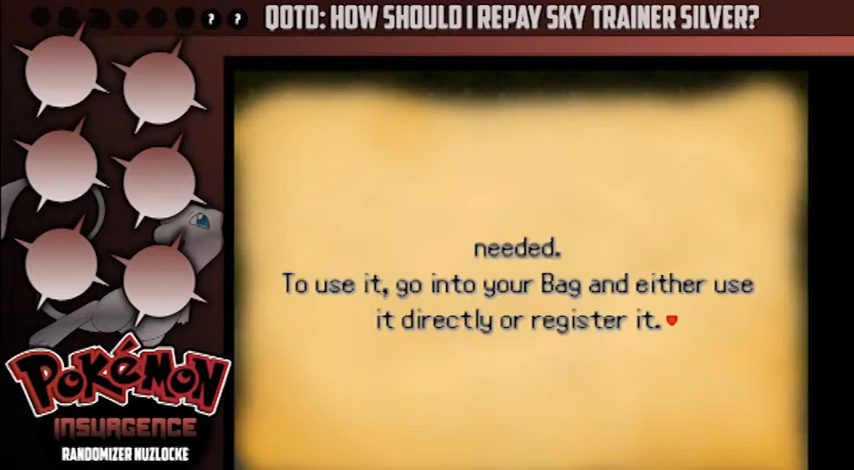 ? ? QOTD: HOW SHOULD I REPAY SKY TRAINER SILVER?
needed.
To use it, go into your Bag and either use
it directly or register it.
POKéMON
INSURGENCE
RANDOMIZER NUZLOCKE